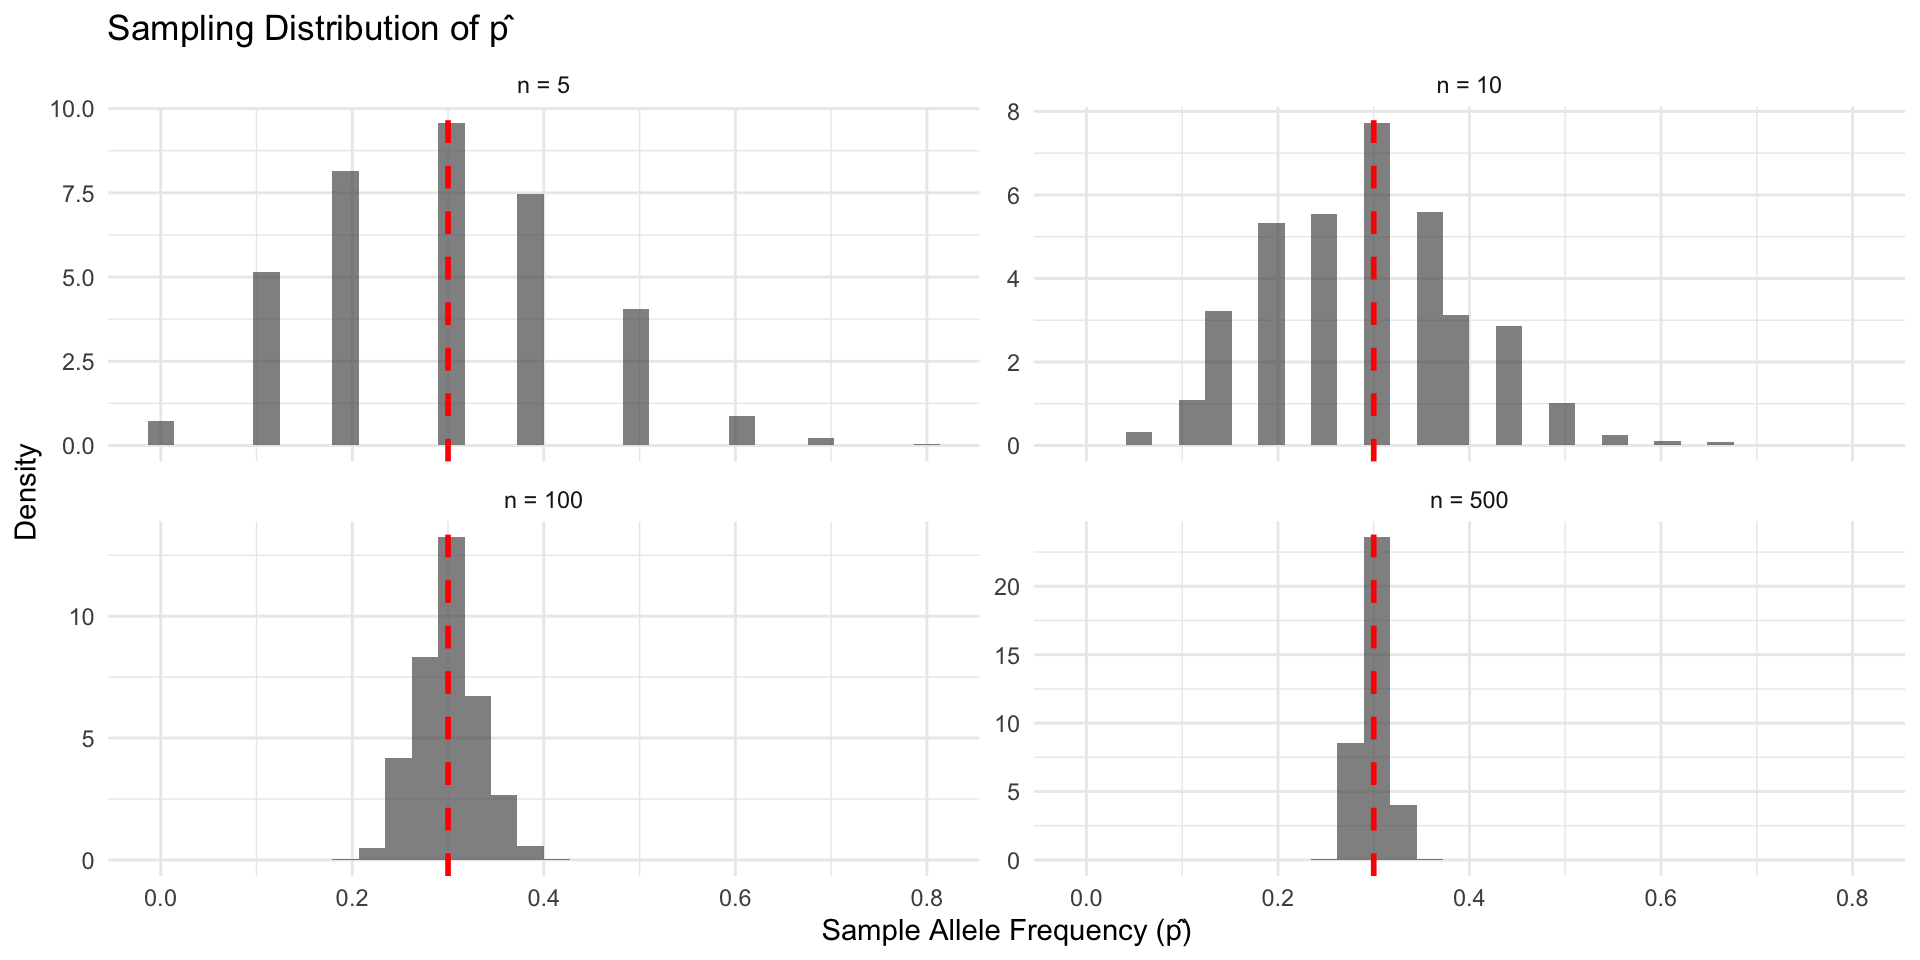 Sampling Distribution of p̂
n = 5
n = 10
10.0
7.5
5.0
2.5
0.0
8
6
4
2
0
n = 100
n = 500
10
5
0
20
15
10
5
0
0.0 0.2 0.4 0.6 0.8
0.0 0.2 0.4 0.6 0.8
Density
Sample Allele Frequency (p̂)